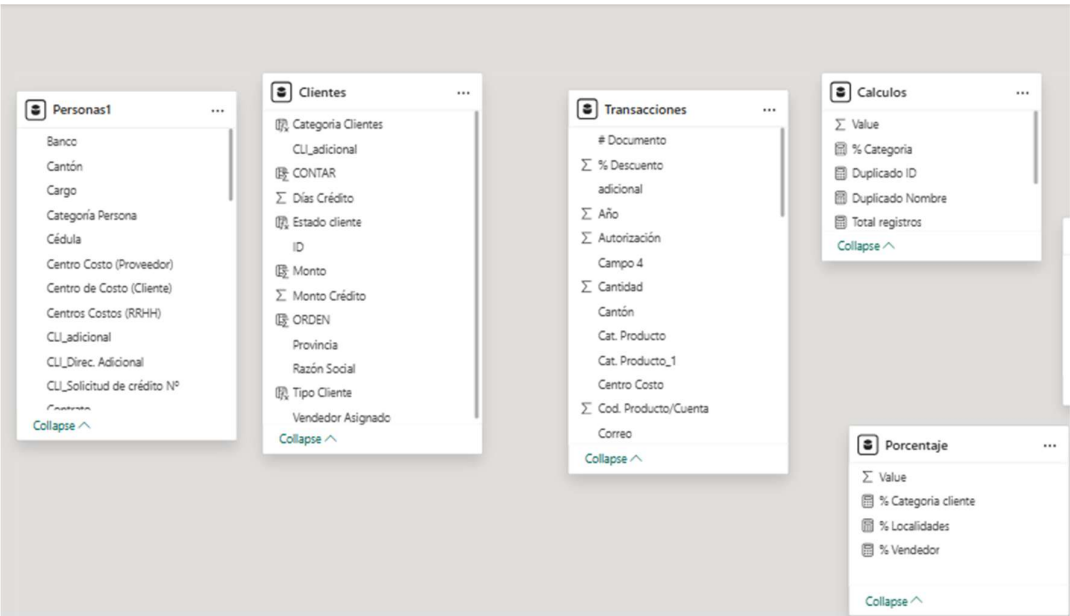 Personas1
Banco
Cantón
Cargo
Categoría Persona
Cédula
Centro Costo (Proveedor)
Centro de Costo (Cliente)
Centros Costos (RRHH)
CLI_adicional
CLI_Direc. Adicional
CLI_Solicitud de crédito Nº
Contrato
Collapse
Clientes
Categoria Clientes
CLI_adicional
CONTAR
Días Crédito
Estado cliente
ID
Monto
Monto Crédito
ORDEN
Provincia
Razón Social
Tipo Cliente
Vendedor Asignado
Collapse
Transacciones
# Documento
% Descuento
adicional
Año
Autorización
Campo 4
Cantidad
Cantón
Cat. Producto
Cat. Producto_1
Centro Costo
Cod. Producto/Cuenta
Correo
Collapse
Calculos
Value
% Categoria
Duplicado ID
Duplicado Nombre
Total registros
Collapse
Porcentaje
Value
% Categoria cliente
% Localidades
% Vendedor
Collapse